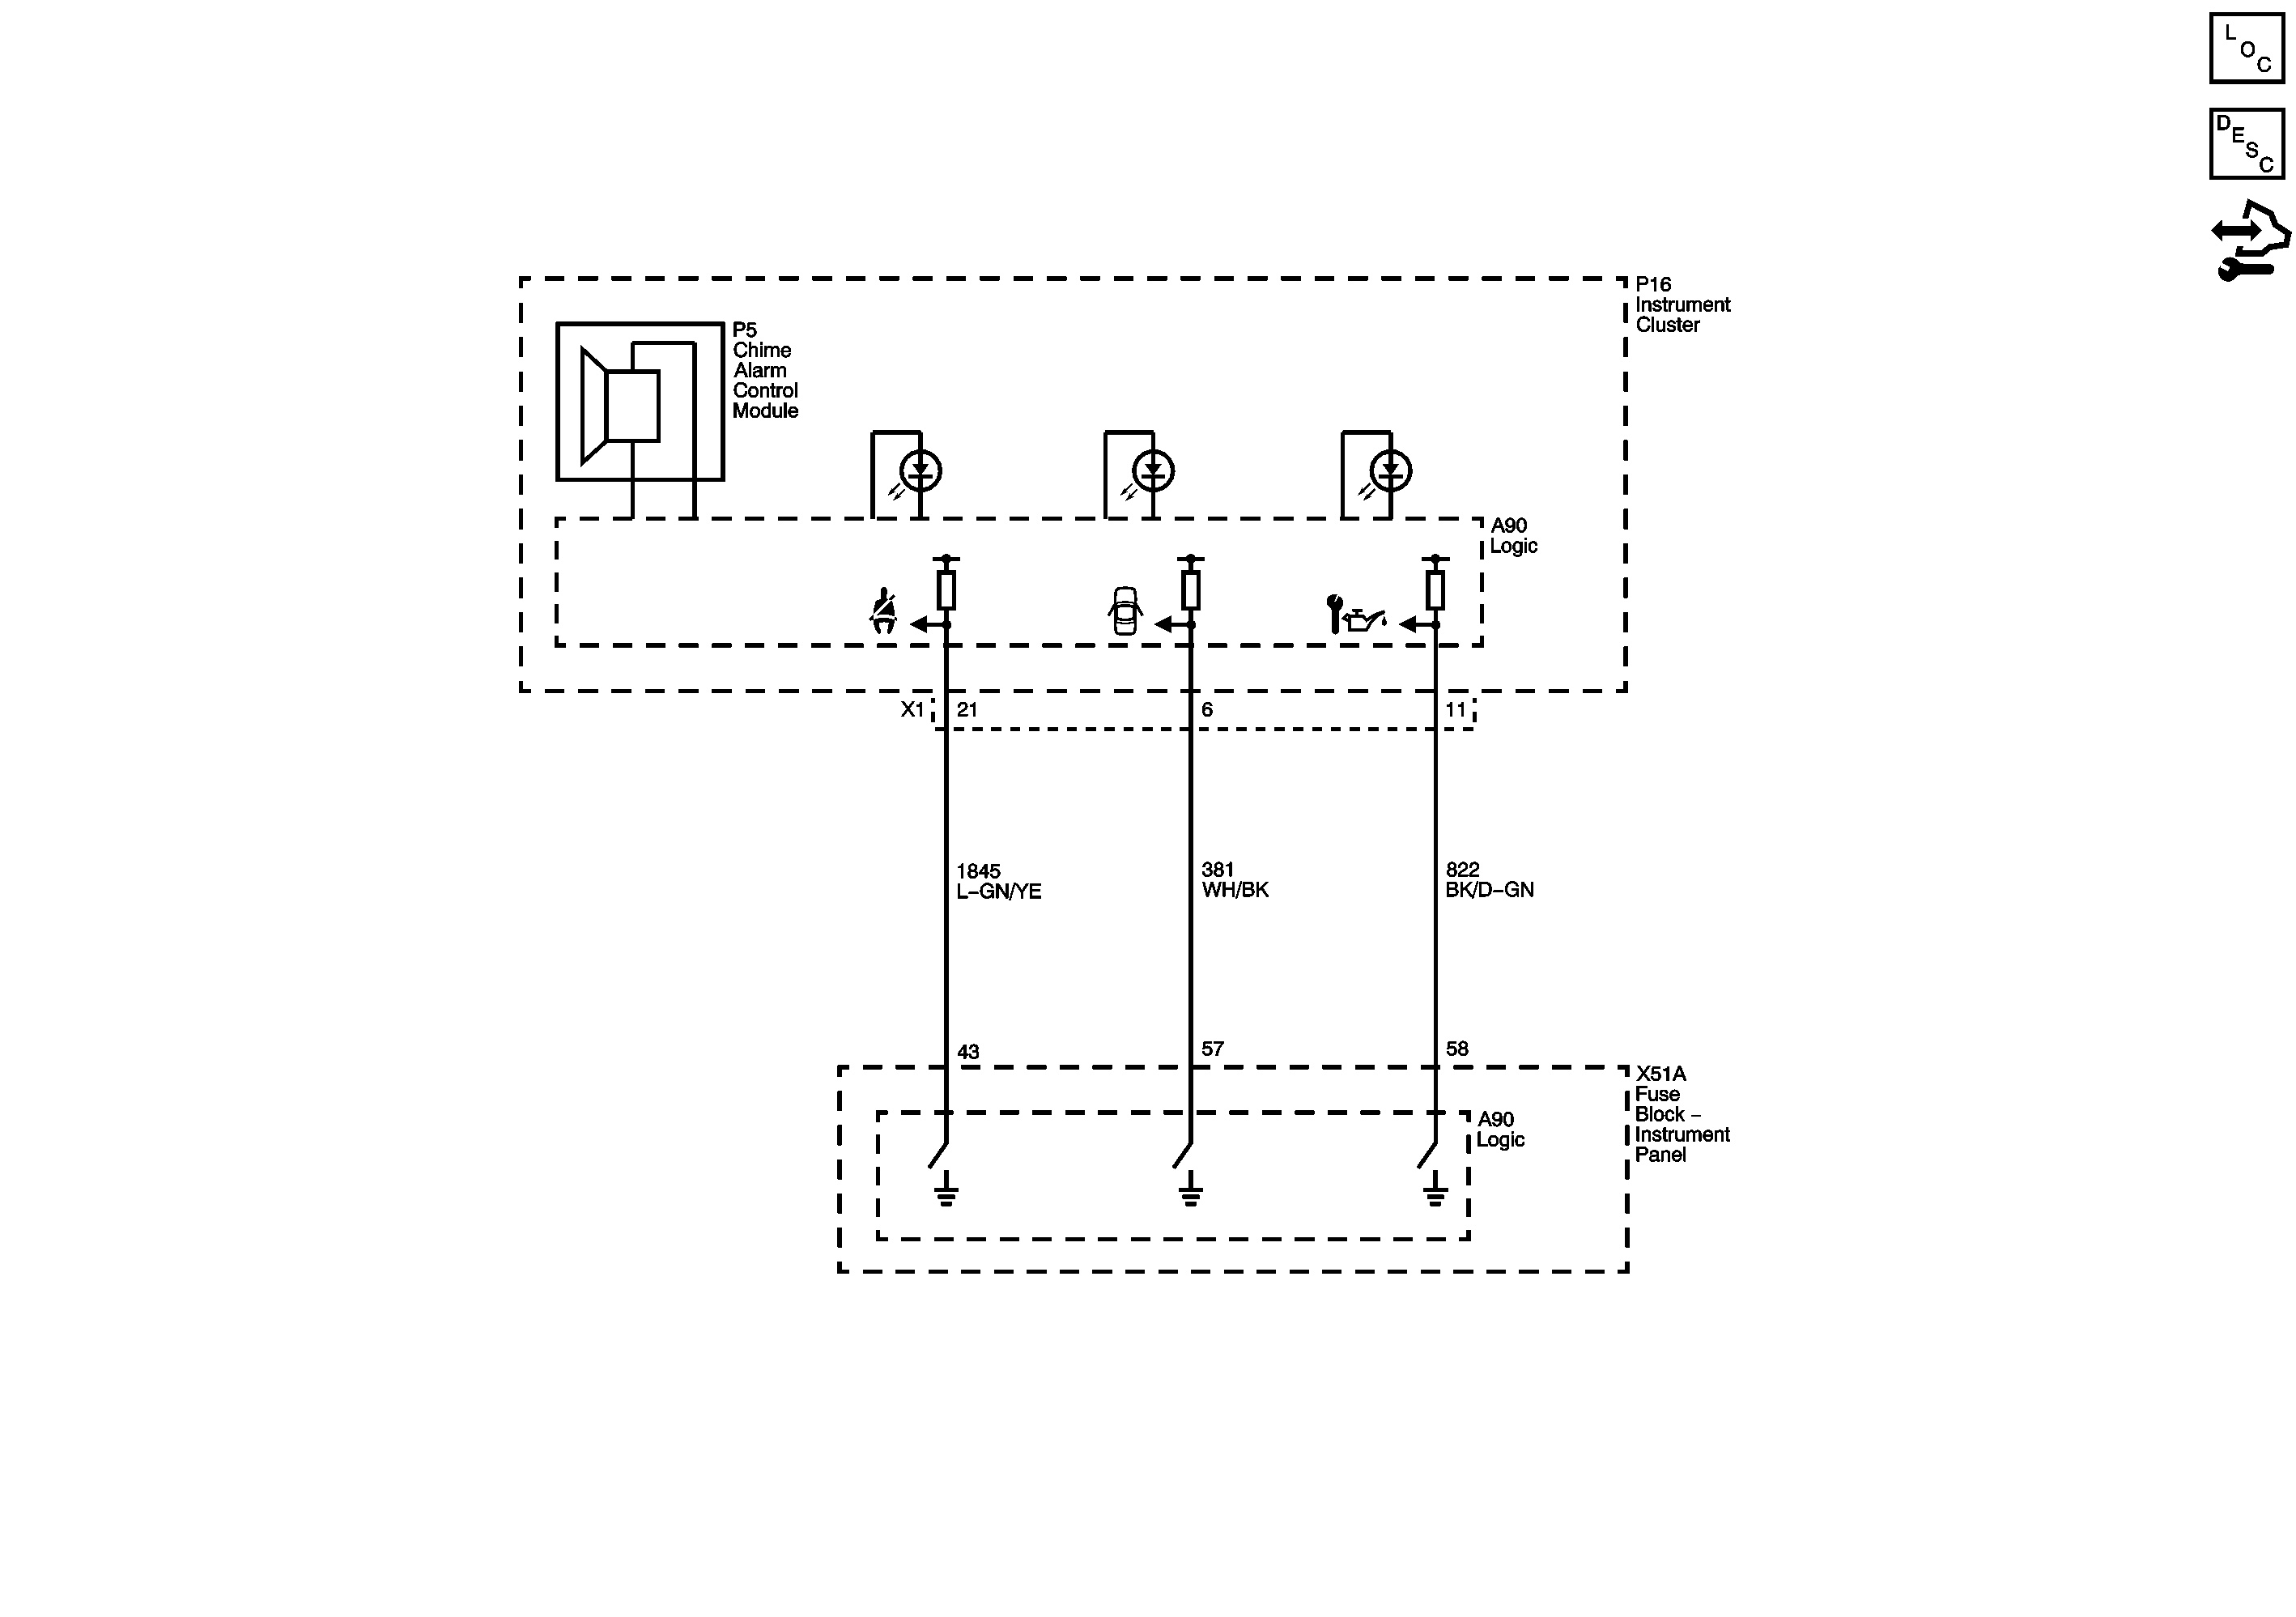 L
O
C
D
E
S
C
P16
Instrument
Cluster
P5
Chime
Alarm
Control
Module
A90
Logic
X1 21 6 11
1845
L-GN/YE
381
WH/BK
822
BK/D-GN
43 57 58
X51A
Fuse
Block –
Instrument
Panel
A90
Logic